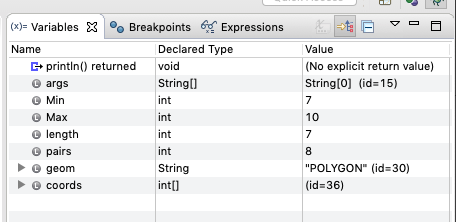 (x)= Variables Breakpoints Expressions
Name Declared Type Value
println() returned void (No explicit return value)
args String[] String[0] (id=15)
Min int 7
Max int 10
length int 7
pairs int 8
geom String "POLYGON" (id=30)
coords int[] (id=36)